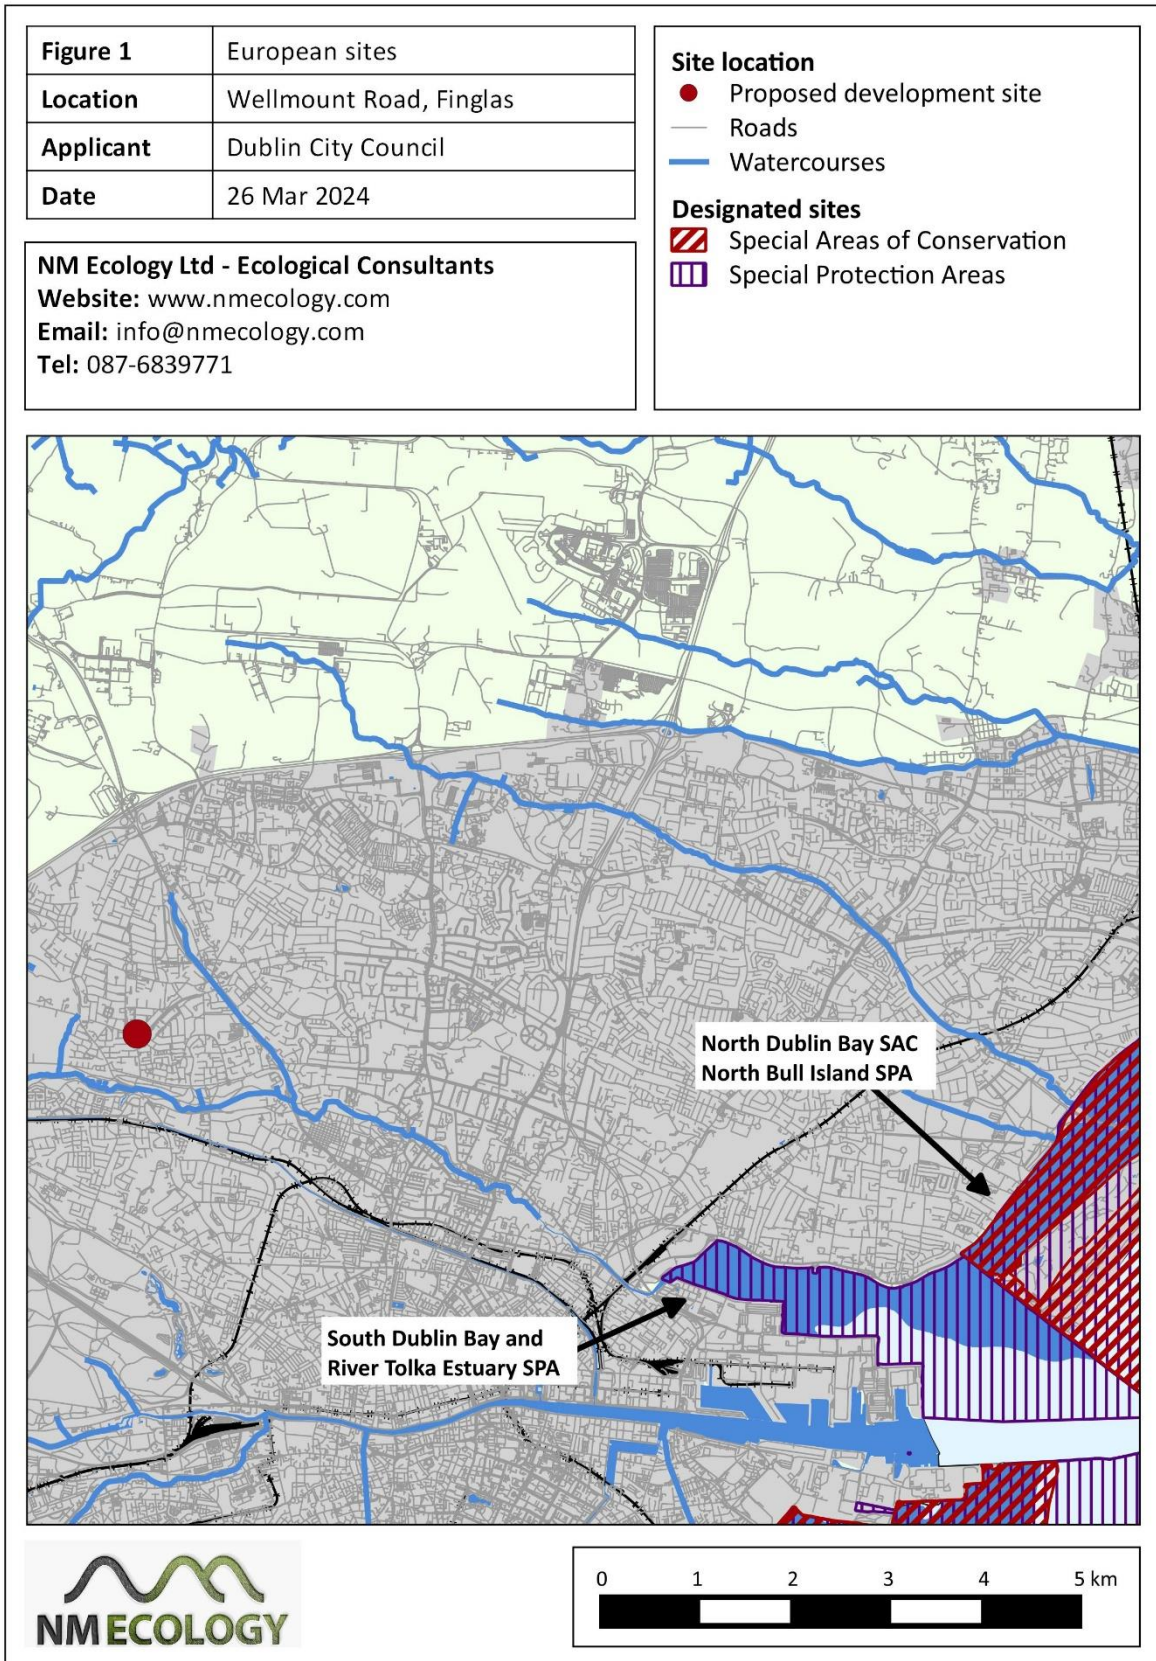 Figure 1 European sites
Location Wellmount Road, Finglas
Applicant Dublin City Council
Date 26 Mar 2024
NM Ecology Ltd - Ecological Consultants
Website: www.nmecology.com
Email: info@nmecology.com
Tel: 087-6839771
Site location
Proposed development site
Roads
Watercourses
Designated sites
Special Areas of Conservation
Special Protection Areas
North Dublin Bay SAC
North Bull Island SPA
South Dublin Bay and
River Tolka Estuary SPA
NMECOLOGY
0 1 2 3 4 5 km